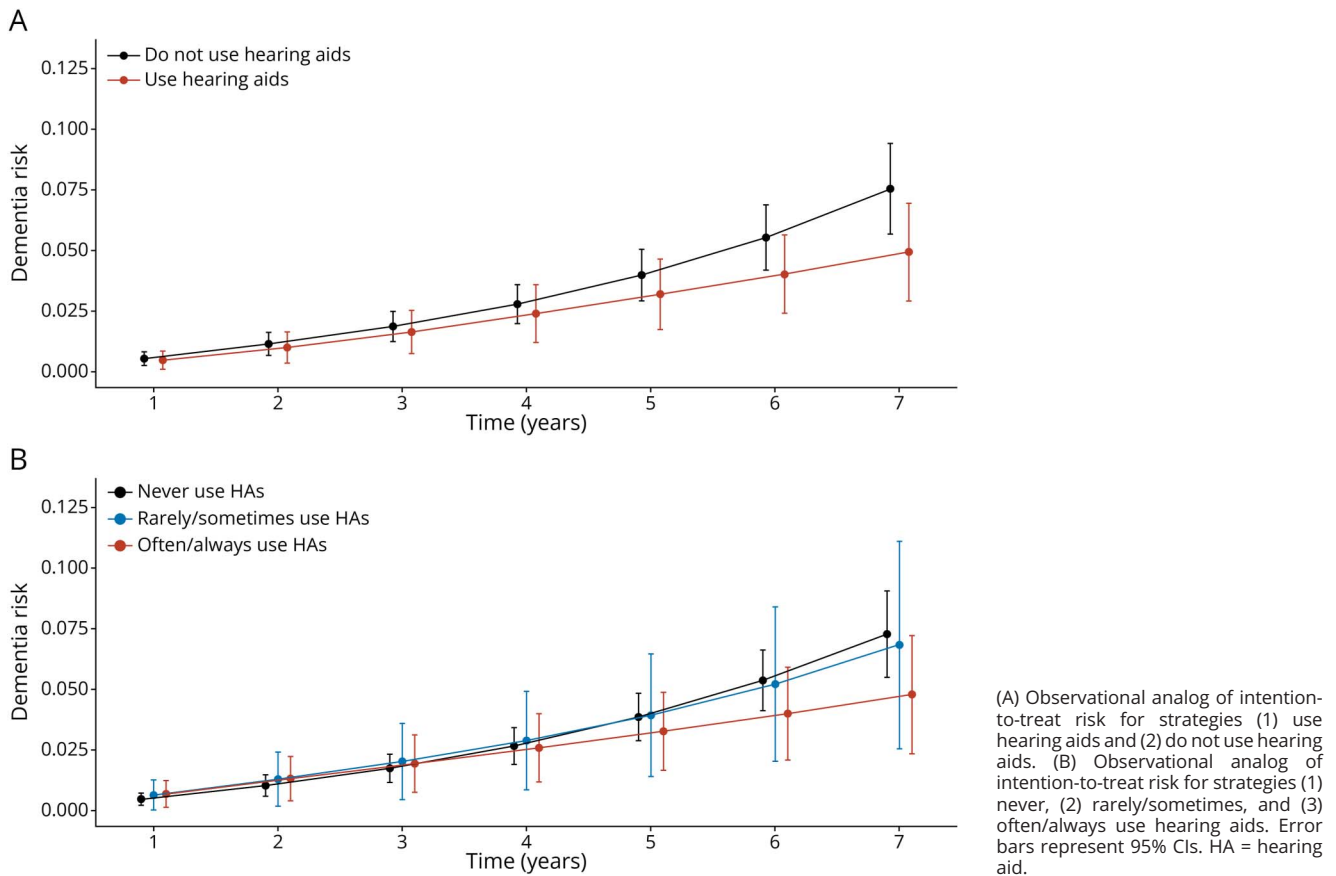 A
Do not use hearing aids
Use hearing aids
Dementia risk
0.125
0.100
0.075
0.050
0.025
0.000
1 2 3 4 5 6 7
Time (years)
B
Never use HAs
Rarely/sometimes use HAs
Often/always use HAs
Dementia risk
0.125
0.100
0.075
0.050
0.025
0.000
1 2 3 4 5 6 7
Time (years)
(A) Observational analog of intention-
to-treat risk for strategies (1) use
hearing aids and (2) do not use hearing
aids. (B) Observational analog of
intention-to-treat risk for strategies (1)
never, (2) rarely/sometimes, and (3)
often/always use hearing aids. Error
bars represent 95% CIs. HA = hearing
aid.